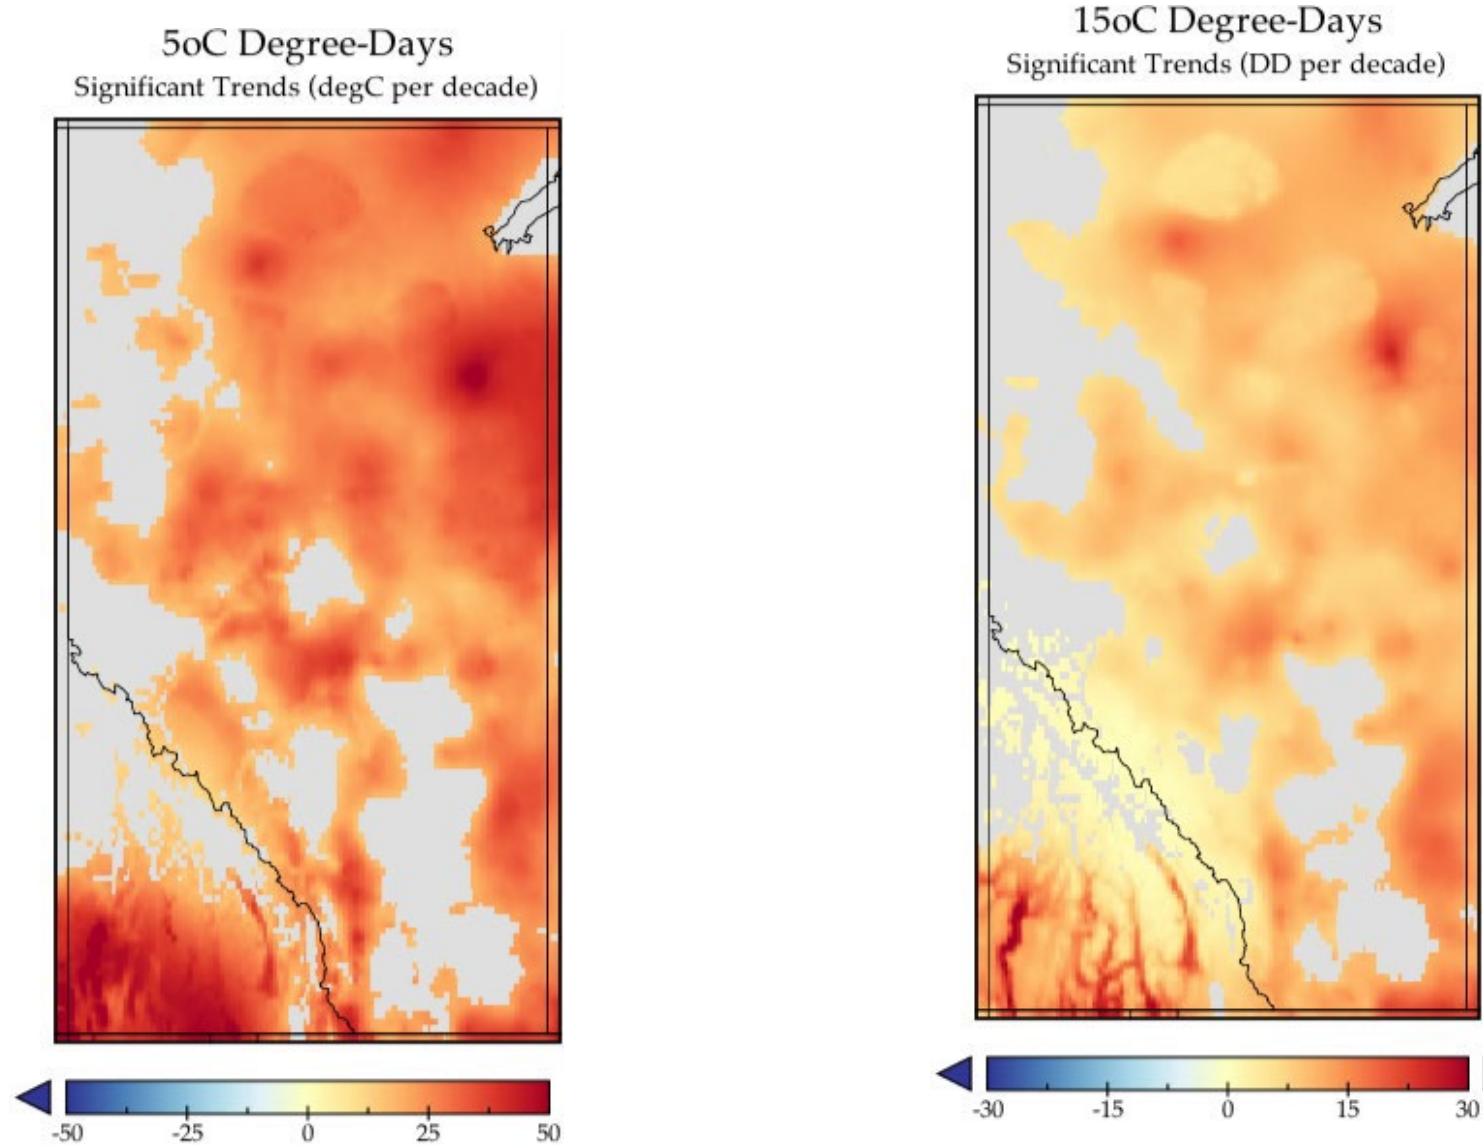 5oC Degree-Days
Significant Trends (degC per decade)
-50 -25 0 25 50
15oC Degree-Days
Significant Trends (DD per decade)
-30 -15 0 15 30